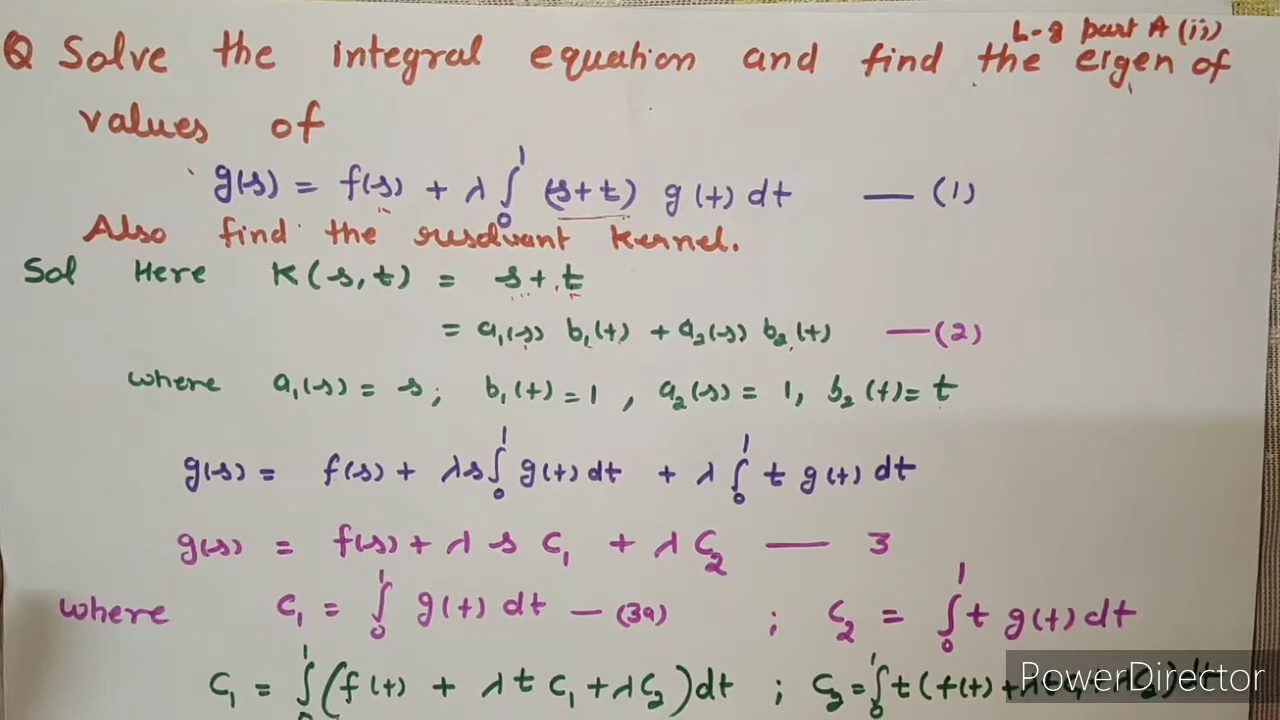 L-8 part A (ii)
Q Solve the integral equation and find the eigen of
values of
g(s) = f(s) + λ ∫₀¹ (s+t) g(t) dt — (1)
Also find the resolvant kernel.
Sol Here K(s,t) = s+t
= a₁(s) b₁(t) + a₂(s) b₂(t) — (2)
where a₁(s) = s; b₁(t) = 1, a₂(s) = 1, b₂(t) = t
g(s) = f(s) + λs ∫₀¹ g(t) dt + λ ∫₀¹ t g(t) dt
g(s) = f(s) + λ s C₁ + λ C₂ — 3
where C₁ = ∫₀¹ g(t) dt — (3a) ; C₂ = ∫₀¹ t g(t) dt
C₁ = ∫₀¹ (f(t) + λ t C₁ + λ C₂) dt ; C₂ = ∫₀¹ t (f(t) +
PowerDirector